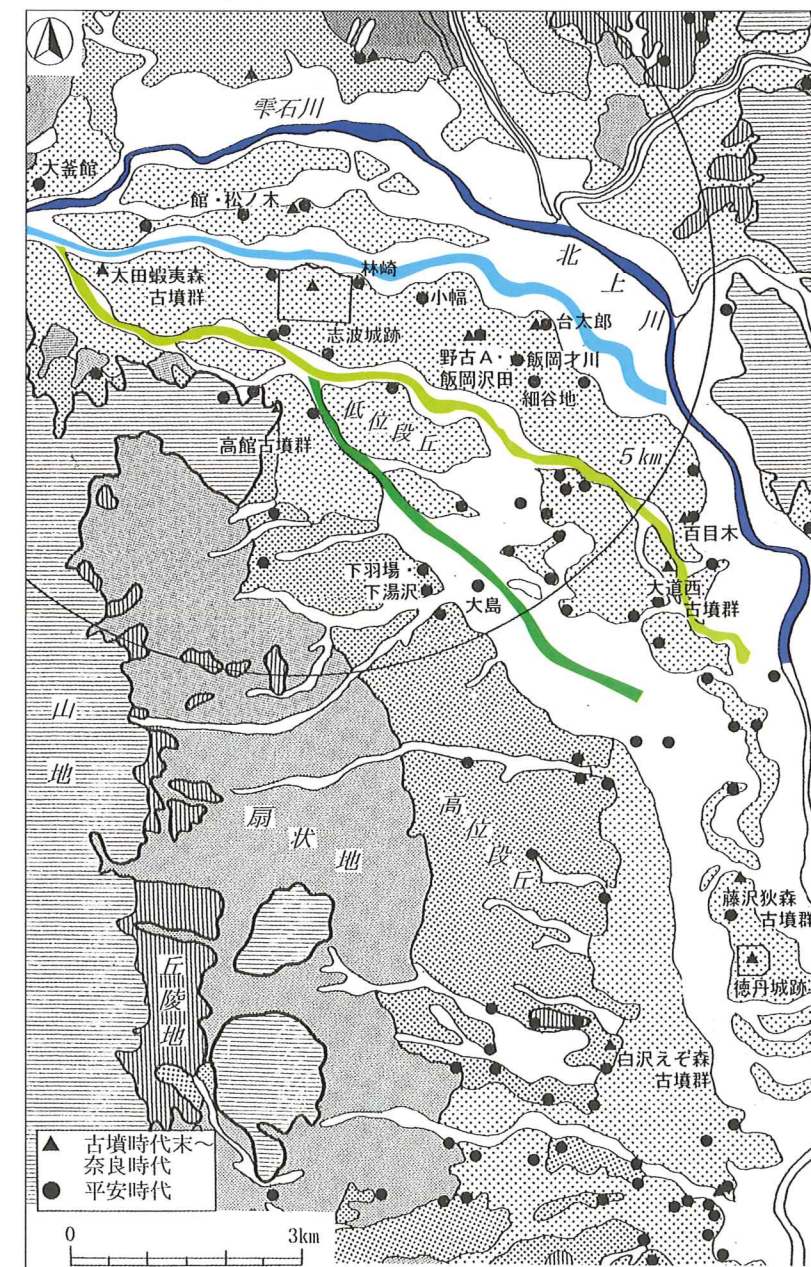 雫石川
大釜館
館・松ノ木
北上川
太田蝦夷森
古墳群
林崎
小幅
志波城跡
台太郎
野古A・
飯岡沢田
飯岡才川
細谷地
低位段丘
高館古墳群
5km
百目木
下羽場・
下湯沢
大島
大道西
古墳群
山地
扇状地
高位段丘
藤沢狄森
古墳群
徳丹城跡
丘陵地
白沢えぞ森
古墳群
▲ 古墳時代末~
奈良時代
● 平安時代
0 3km